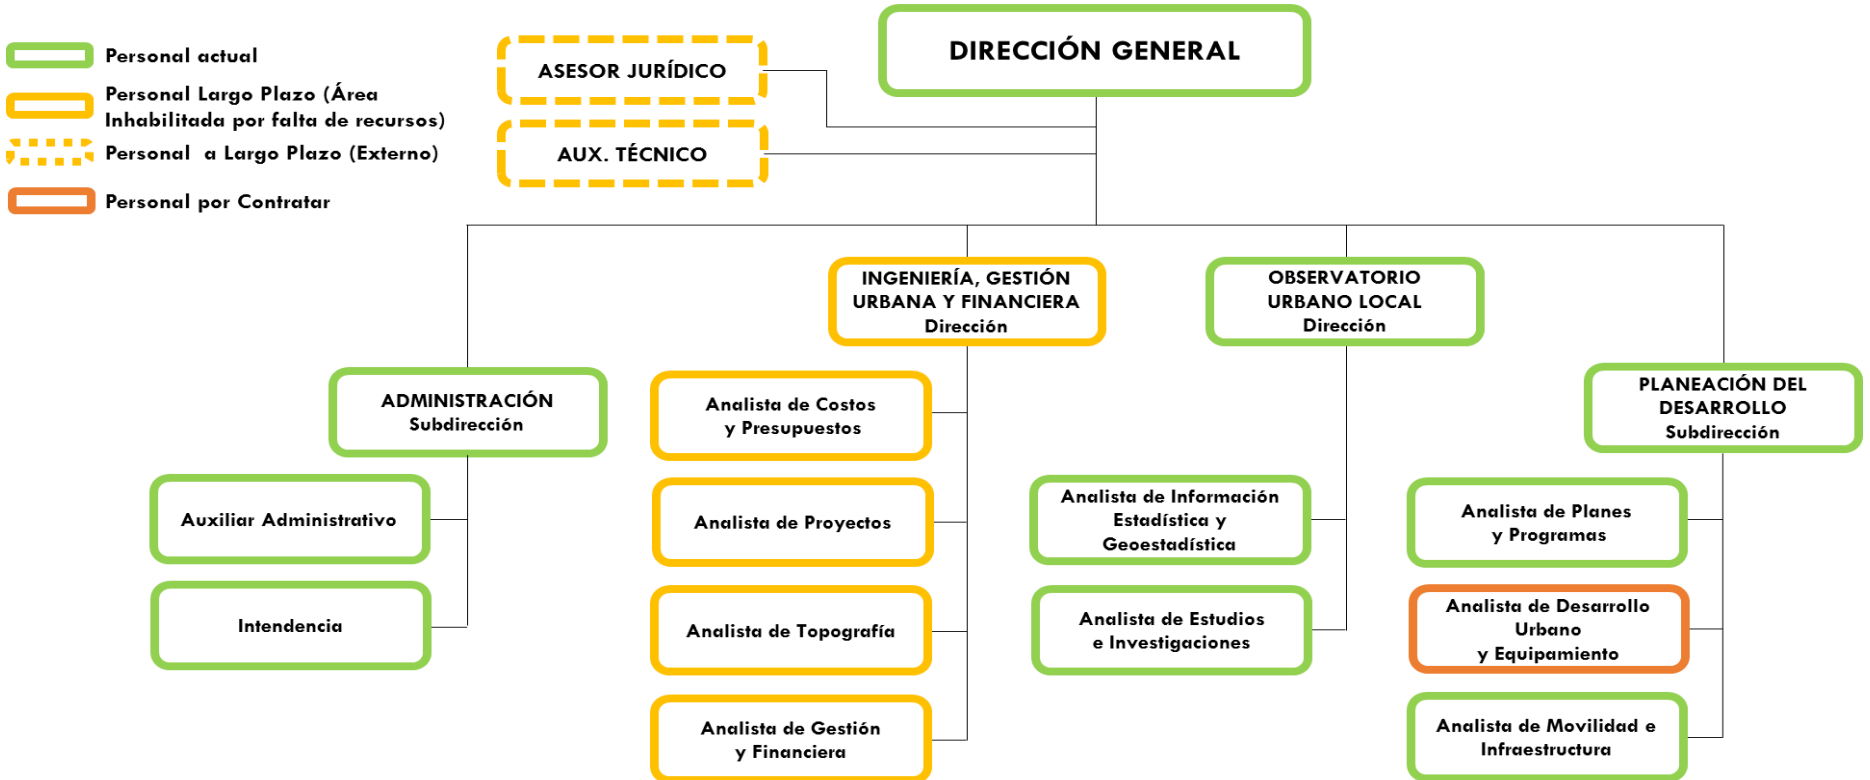 Personal actual
Personal Largo Plazo (Área
Inhabilitada por falta de recursos)
Personal  a Largo Plazo (Externo)
Personal por Contratar
ASESOR JURÍDICO
AUX. TÉCNICO
DIRECCIÓN GENERAL
INGENIERÍA, GESTIÓN
URBANA Y FINANCIERA
Dirección
OBSERVATORIO
URBANO LOCAL
Dirección
ADMINISTRACIÓN
Subdirección
PLANEACIÓN DEL
DESARROLLO
Subdirección
Auxiliar Administrativo
Intendencia
Analista de Costos
y Presupuestos
Analista de Proyectos
Analista de Topografía
Analista de Gestión
y Financiera
Analista de Información
Estadística y
Geoestadística
Analista de Estudios
e Investigaciones
Analista de Planes
y Programas
Analista de Desarrollo
Urbano
y Equipamiento
Analista de Movilidad e
Infraestructura